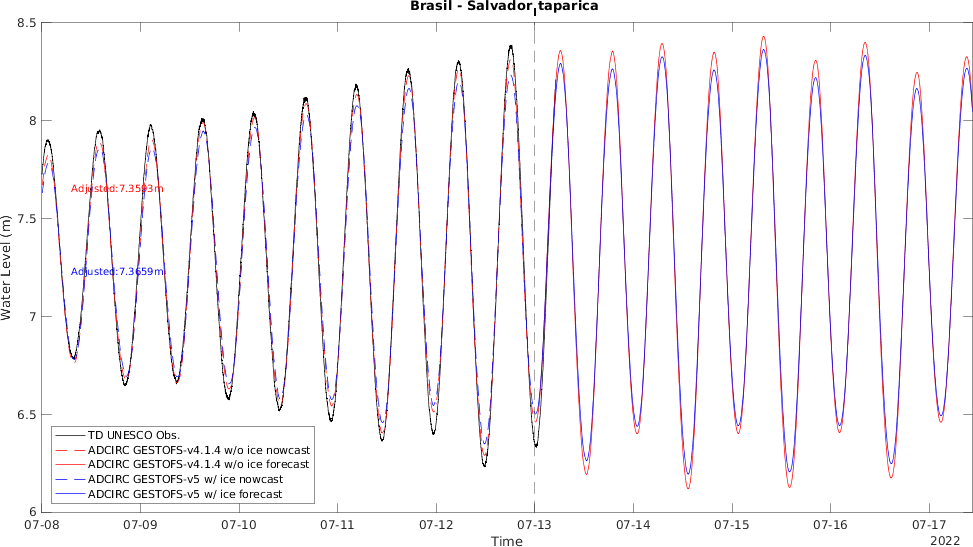 Brasil - Salvador,taparica
8.5
8
7.5
7
6.5
6
Water Level (m)
Adjusted:7.3593m
Adjusted:7.3659m
TD UNESCO Obs.
ADCIRC GESTOFS-v4.1.4 w/o ice nowcast
ADCIRC GESTOFS-v4.1.4 w/o ice forecast
ADCIRC GESTOFS-v5 w/ ice nowcast
ADCIRC GESTOFS-v5 w/ ice forecast
07-08 07-09 07-10 07-11 07-12 07-13 07-14 07-15 07-16 07-17
Time
2022